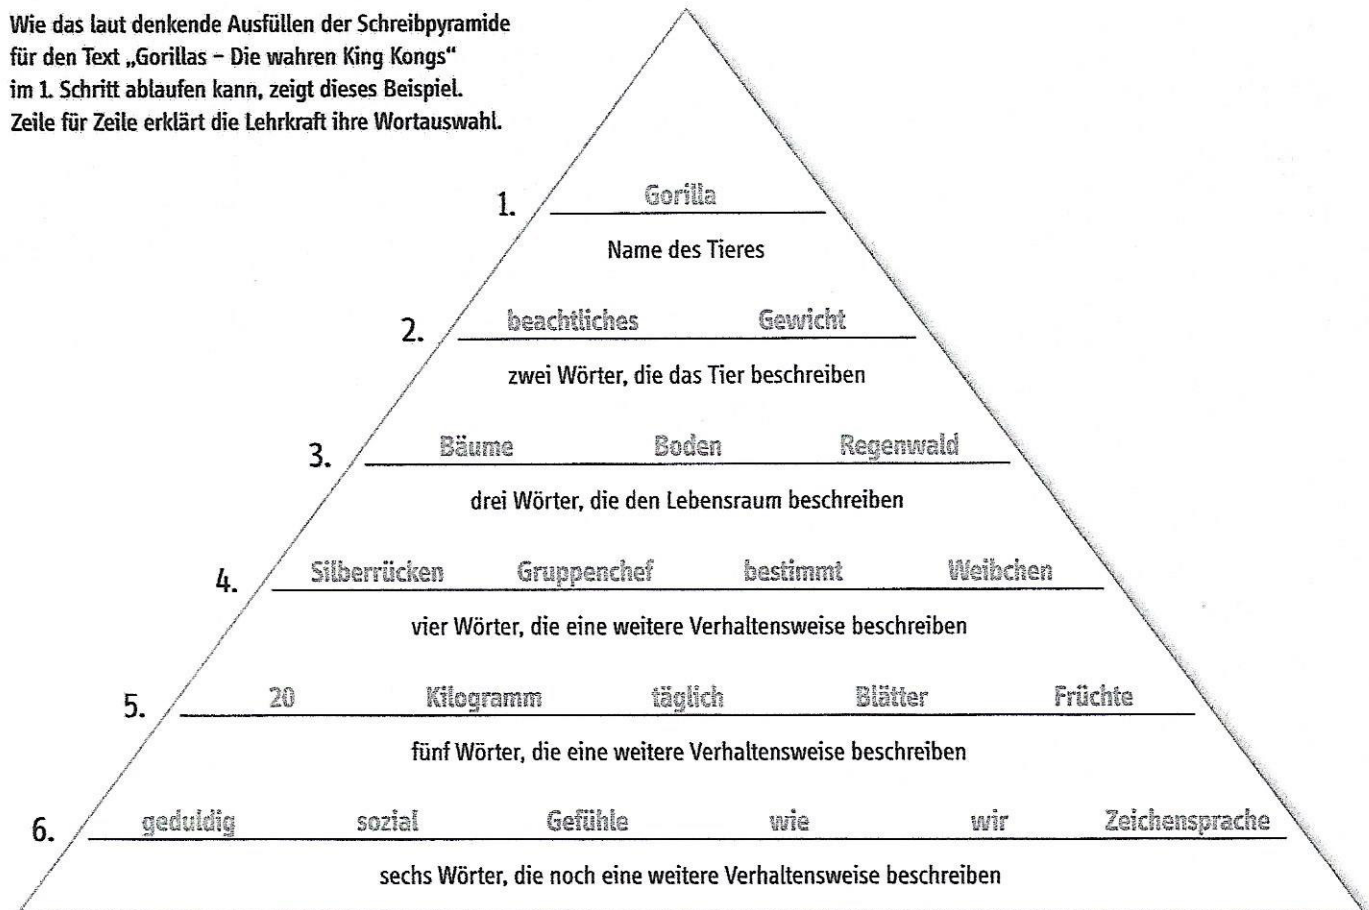 Wie das laut denkende Ausfüllen der Schreibpyramide
für den Text „Gorillas – Die wahren King Kongs“
im 1. Schritt ablaufen kann, zeigt dieses Beispiel.
Zeile für Zeile erklärt die Lehrkraft ihre Wortauswahl.
1. Gorilla
Name des Tieres
2. beachtliches Gewicht
zwei Wörter, die das Tier beschreiben
3. Bäume Boden Regenwald
drei Wörter, die den Lebensraum beschreiben
4. Silberrücken Gruppenchef bestimmt Weibchen
vier Wörter, die eine weitere Verhaltensweise beschreiben
5. 20 Kilogramm täglich Blätter Früchte
fünf Wörter, die eine weitere Verhaltensweise beschreiben
6. geduldig sozial Gefühle wie wir Zeichensprache
sechs Wörter, die noch eine weitere Verhaltensweise beschreiben